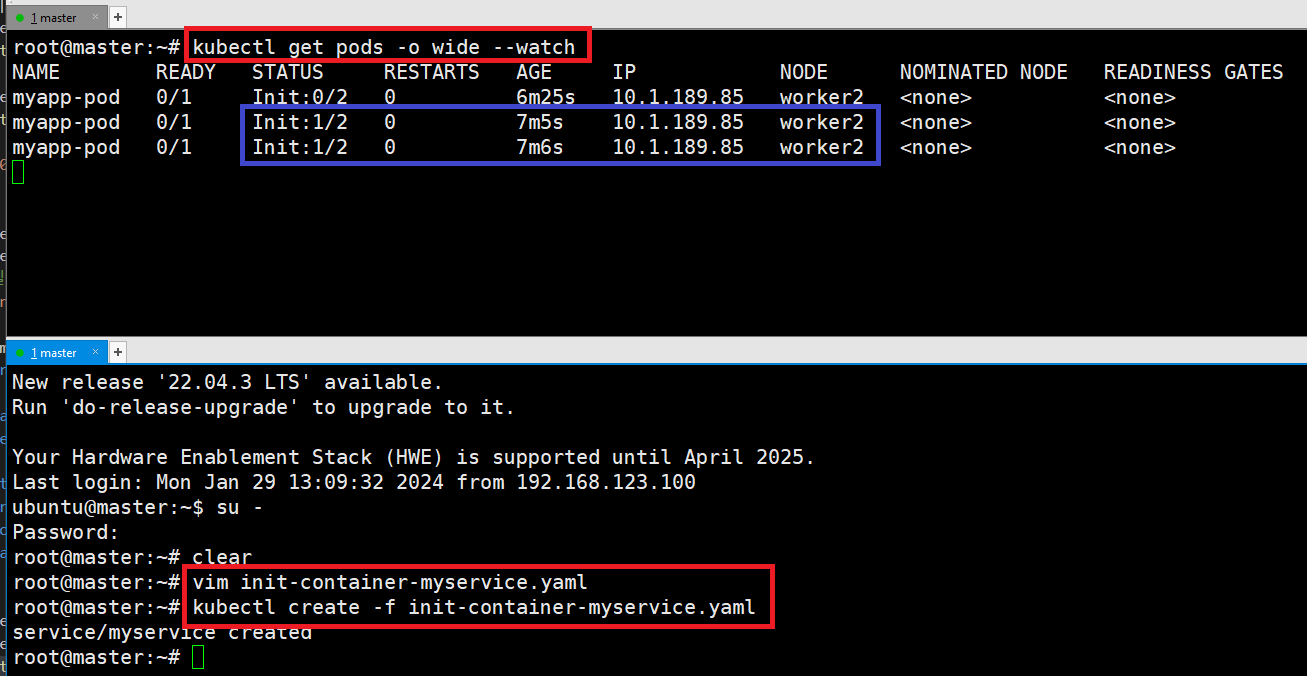 1 master × +
root@master:~# kubectl get pods -o wide --watch
NAME READY STATUS RESTARTS AGE IP NODE NOMINATED NODE READINESS GATES
myapp-pod 0/1 Init:0/2 0 6m25s 10.1.189.85 worker2 <none> <none>
myapp-pod 0/1 Init:1/2 0 7m5s 10.1.189.85 worker2 <none> <none>
myapp-pod 0/1 Init:1/2 0 7m6s 10.1.189.85 worker2 <none> <none>
1 master × +
New release '22.04.3 LTS' available.
Run 'do-release-upgrade' to upgrade to it.
Your Hardware Enablement Stack (HWE) is supported until April 2025.
Last login: Mon Jan 29 13:09:32 2024 from 192.168.123.100
ubuntu@master:~$ su -
Password:
root@master:~# clear
root@master:~# vim init-container-myservice.yaml
root@master:~# kubectl create -f init-container-myservice.yaml
service/myservice created
root@master:~#